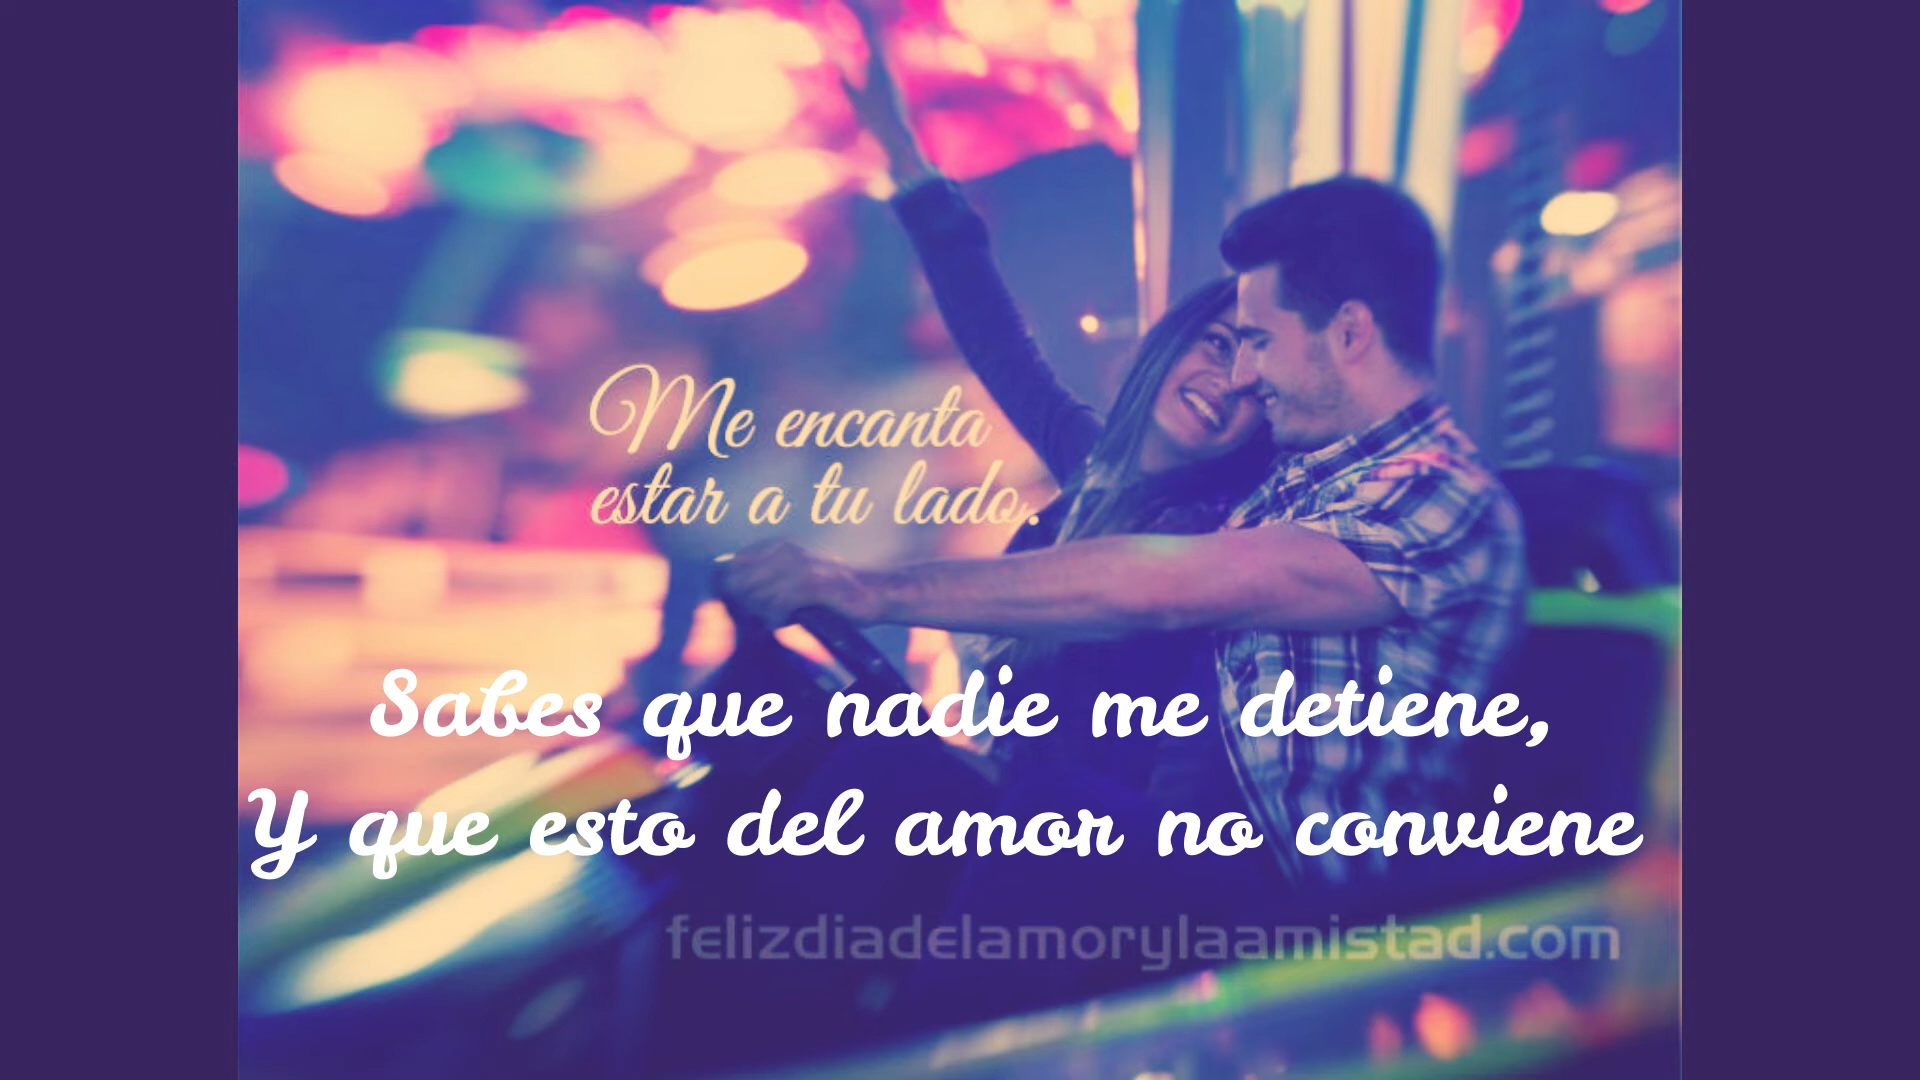 Me encanta
estar a tu lado.
Sabes que nadie me detiene,
Y que esto del amor no conviene
felizdiadelamorylaamistad.com